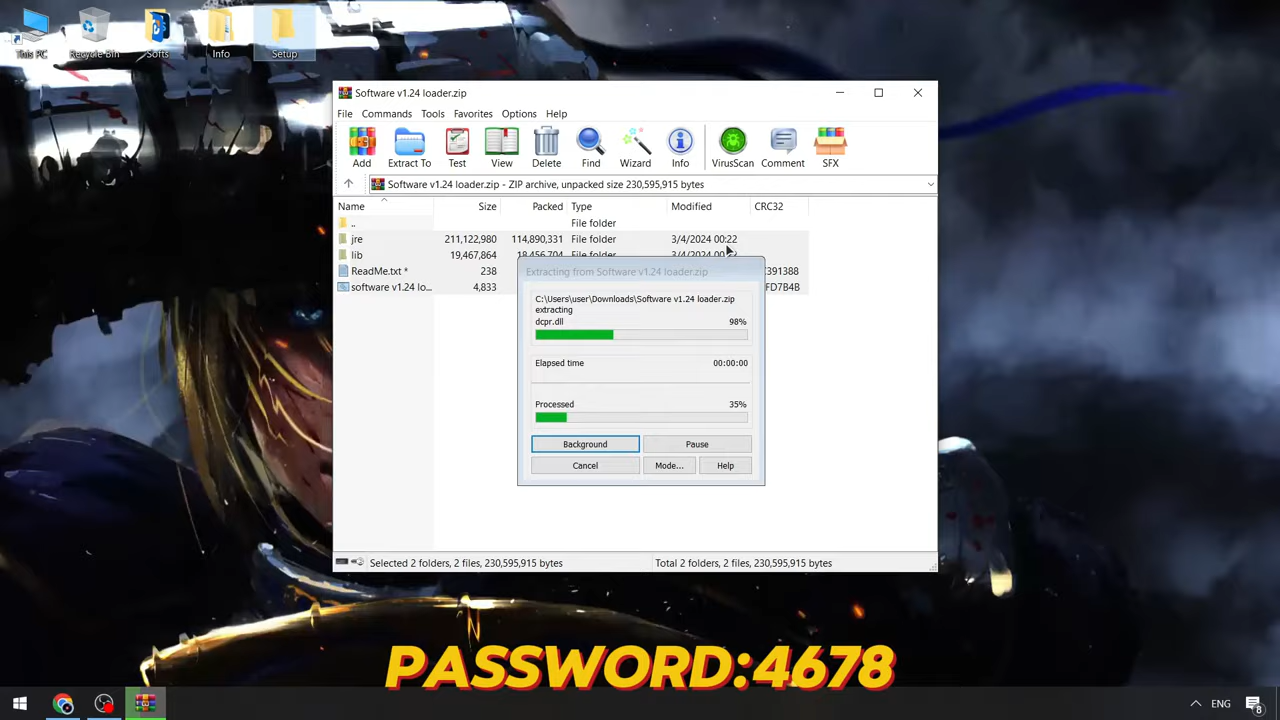 This PC
Recycle Bin
Softs
Info
Setup
Software v1.24 loader.zip
File Commands Tools Favorites Options Help
Add Extract To Test View Delete Find Wizard Info VirusScan Comment SFX
Software v1.24 loader.zip - ZIP archive, unpacked size 230,595,915 bytes
Name Size Packed Type Modified CRC32
.. File folder
jre 211,122,980 114,890,331 File folder 3/4/2024 00:22
lib 19,467,864 18,456,704 File folder 3/4/2024
ReadMe.txt * 238 391388
software v1.24 lo... 4,833 FD7B4B
Extracting from Software v1.24 loader.zip
C:\Users\user\Downloads\Software v1.24 loader.zip
extracting
dcpr.dll 98%
Elapsed time 00:00:00
Processed 35%
Background Pause
Cancel Mode... Help
Selected 2 folders, 2 files, 230,595,915 bytes Total 2 folders, 2 files, 230,595,915 bytes
PASSWORD:4678
ENG
8